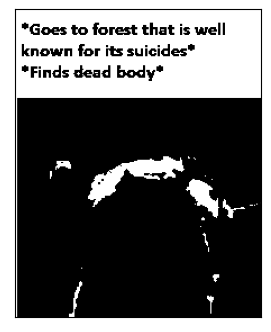 *Goes to forest that is well
known for its suicides*
*Finds dead body*